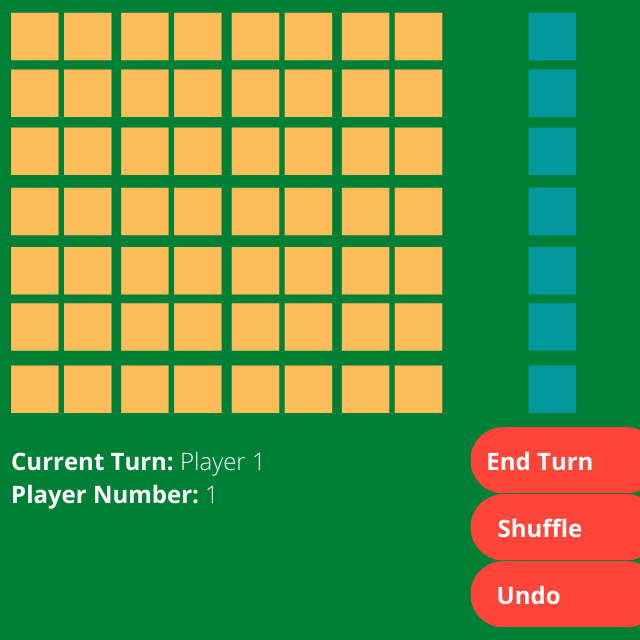 Current Turn: Player 1
Player Number: 1
End Turn
Shuffle
Undo